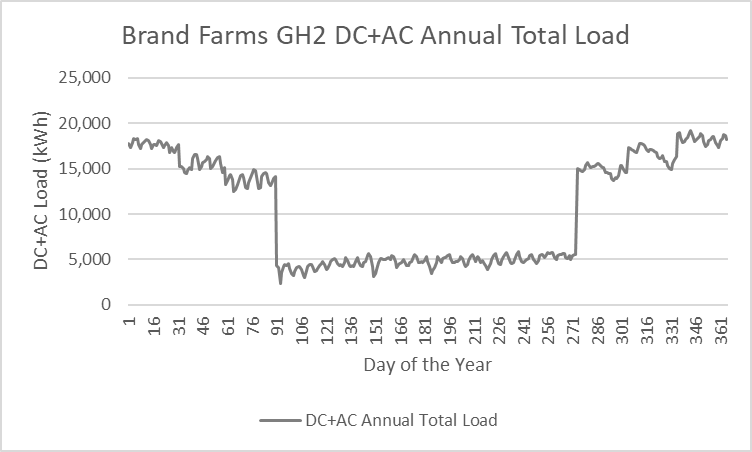 Brand Farms GH2 DC+AC Annual Total Load
DC+AC Load (kWh)
25,000
20,000
15,000
10,000
5,000
0
1 16 31 46 61 76 91 106 121 136 151 166 181 196 211 226 241 256 271 286 301 316 331 346 361
Day of the Year
DC+AC Annual Total Load